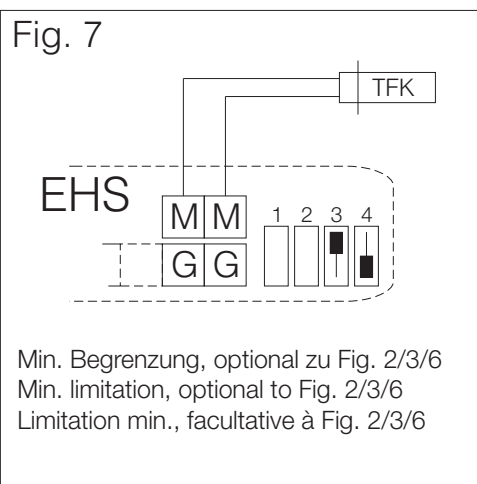 Fig. 7
TFK
EHS
M M
1 2 3 4
G G
Min. Begrenzung, optional zu Fig. 2/3/6
Min. limitation, optional to Fig. 2/3/6
Limitation min., facultative à Fig. 2/3/6